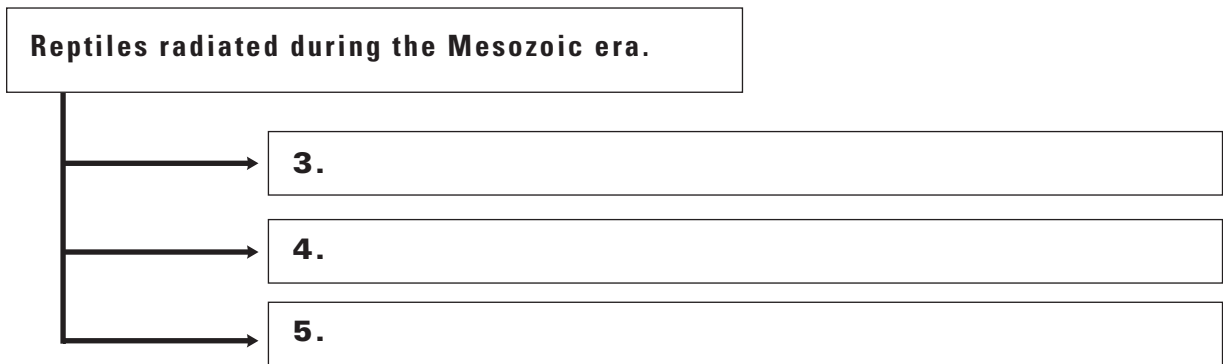 Reptiles radiated during the Mesozoic era.
3.
4.
5.